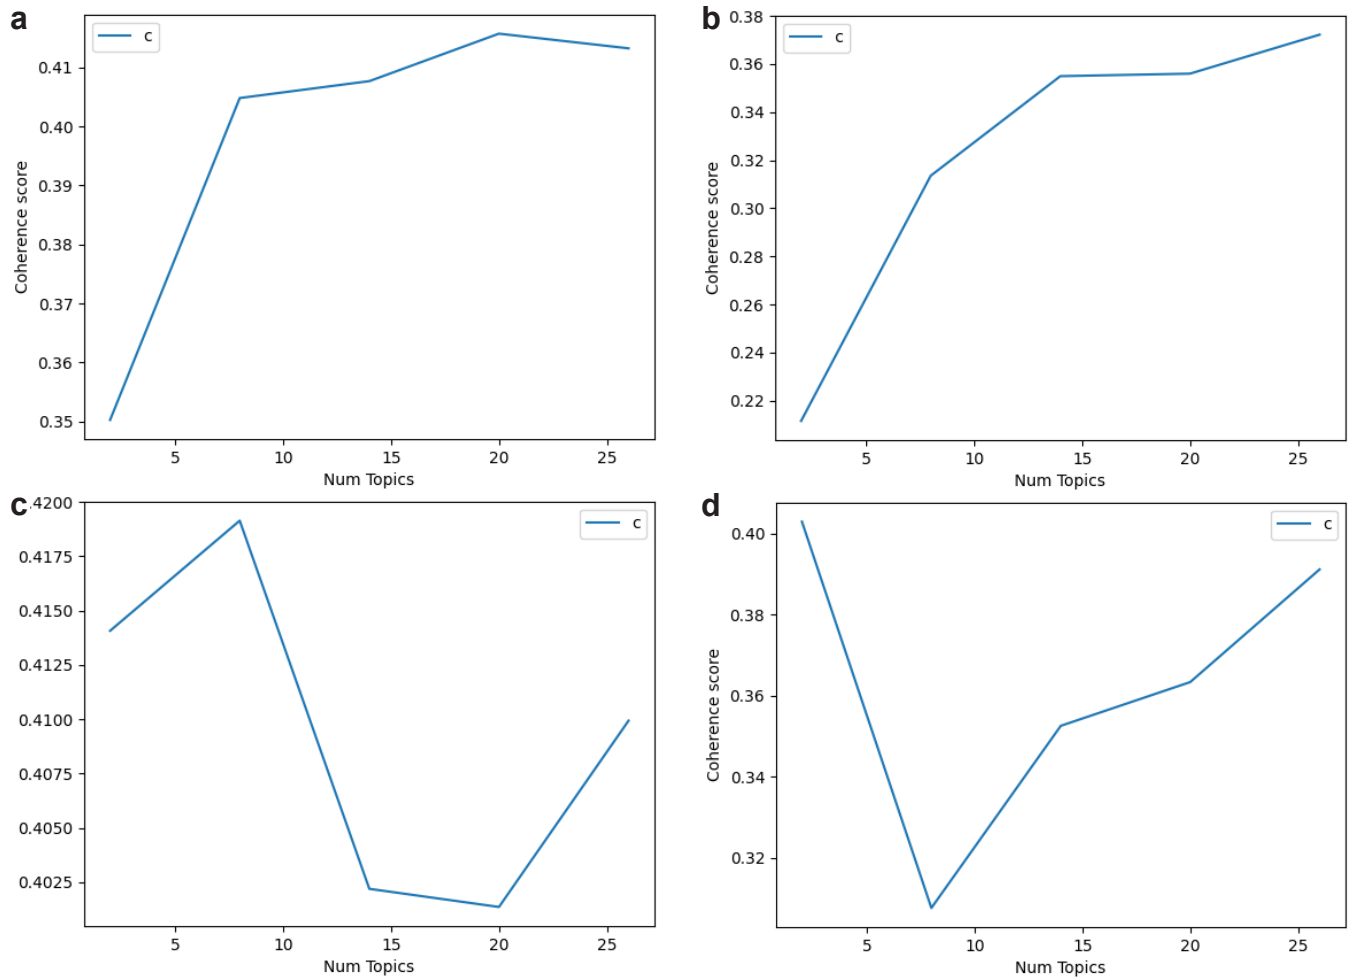 a
c
0.41
0.40
0.39
0.38
0.37
0.36
0.35
Coherence score
5 10 15 20 25
Num Topics
b
c
0.38
0.36
0.34
0.32
0.30
0.28
0.26
0.24
0.22
Coherence score
5 10 15 20 25
Num Topics
c
c
.4200
0.4175
0.4150
0.4125
0.4100
0.4075
0.4050
0.4025
5 10 15 20 25
Num Topics
d
c
0.40
0.38
0.36
0.34
0.32
Coherence score
5 10 15 20 25
Num Topics